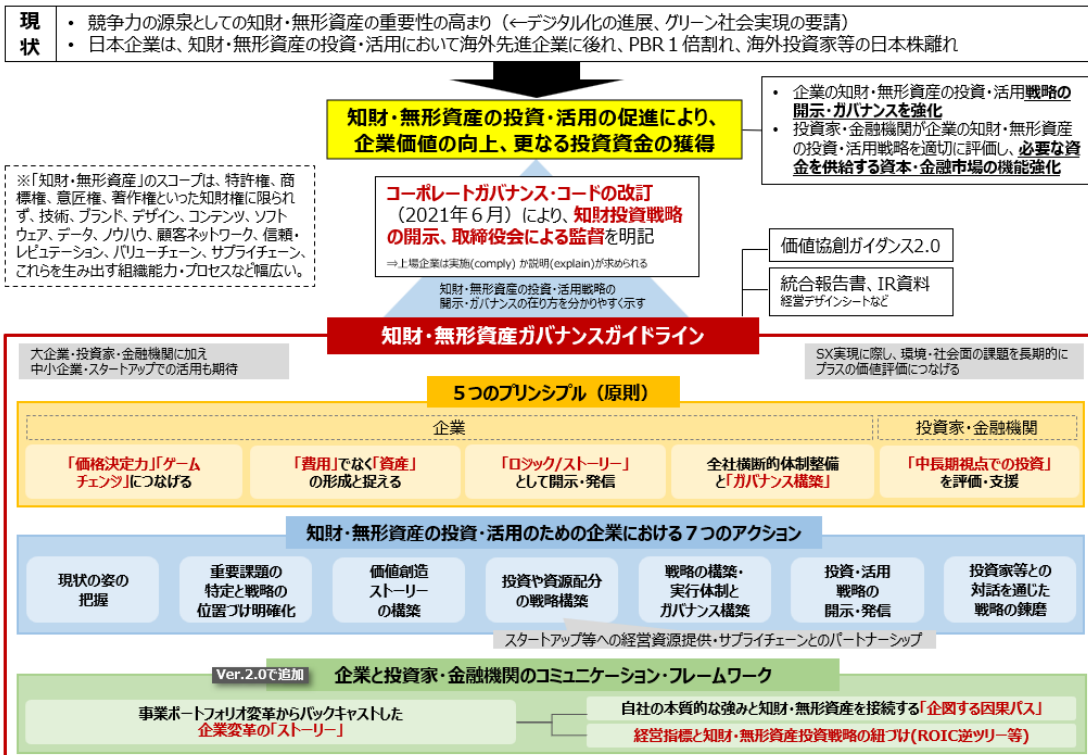 現
状
• 競争力の源泉としての知財・無形資産の重要性の高まり（←デジタル化の進展、グリーン社会実現の要請）
• 日本企業は、知財・無形資産の投資・活用において海外先進企業に後れ、PBR１倍割れ、海外投資家等の日本株離れ
知財・無形資産の投資・活用の促進により、
企業価値の向上、更なる投資資金の獲得
• 企業の知財・無形資産の投資・活用戦略の
開示・ガバナンスを強化
• 投資家・金融機関が企業の知財・無形資産
の投資・活用戦略を適切に評価し、必要な資
金を供給する資本・金融市場の機能強化
※「知財・無形資産」のスコープは、特許権、商
標権、意匠権、著作権といった知財権に限られ
ず、技術、ブランド、デザイン、コンテンツ、ソフト
ウェア、データ、ノウハウ、顧客ネットワーク、信頼・
レピュテーション、バリューチェーン、サプライチェーン、
これらを生み出す組織能力・プロセスなど幅広い。
コーポレートガバナンス・コードの改訂
（2021年６月）により、知財投資戦略
の開示、取締役会による監督を明記
⇒上場企業は実施(comply) か説明(explain)が求められる
価値協創ガイダンス2.0
統合報告書、IR資料
経営デザインシートなど
知財・無形資産の投資・活用戦略の
開示・ガバナンスの在り方を分かりやすく示す
知財・無形資産ガバナンスガイドライン
大企業・投資家・金融機関に加え
中小企業・スタートアップでの活用も期待
SX実現に際し、環境・社会面の課題を長期的に
プラスの価値評価につなげる
５つのプリンシプル（原則）
企業
投資家・金融機関
「価格決定力」「ゲーム
チェンジ」につなげる
「費用」でなく「資産」
の形成と捉える
「ロジック/ストーリー」
として開示・発信
全社横断的体制整備
と「ガバナンス構築」
「中長期視点での投資」
を評価・支援
知財・無形資産の投資・活用のための企業における７つのアクション
現状の姿の
把握
重要課題の
特定と戦略の
位置づけ明確化
価値創造
ストーリー
の構築
投資や資源配分
の戦略構築
戦略の構築・
実行体制と
ガバナンス構築
投資・活用
戦略の
開示・発信
投資家等との
対話を通じた
戦略の錬磨
スタートアップ等への経営資源提供・サプライチェーンとのパートナーシップ
Ver.2.0で追加
企業と投資家・金融機関のコミュニケーション・フレームワーク
事業ポートフォリオ変革からバックキャストした
企業変革の「ストーリー」
自社の本質的な強みと知財・無形資産を接続する「企図する因果パス」
経営指標と知財・無形資産投資戦略の紐づけ(ROIC逆ツリー等)